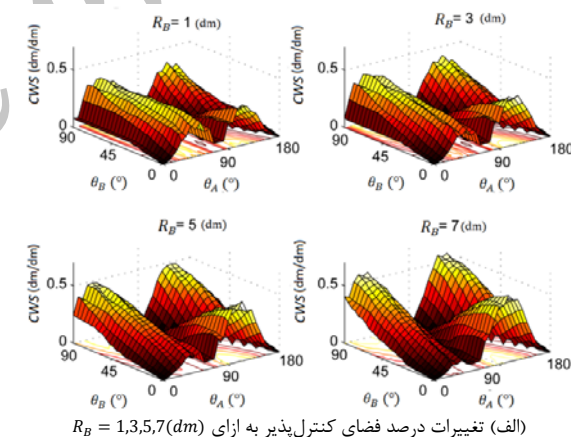 R_B= 1 (dm)
R_B= 3 (dm)
CWS (dm/dm)
0.5
0
90
45
0
θ_B (°)
0
90
180
θ_A (°)
CWS (dm/dm)
0.5
0
90
45
0
θ_B (°)
0
90
180
θ_A (°)
R_B= 5 (dm)
R_B= 7 (dm)
CWS (dm/dm)
0.5
0
90
45
0
θ_B (°)
0
90
180
θ_A (°)
CWS (dm/dm)
0.5
0
90
45
0
θ_B (°)
0
90
180
θ_A (°)
(الف) تغییرات درصد فضای کنترل‌پذیر به ازای R_B = 1,3,5,7(dm)